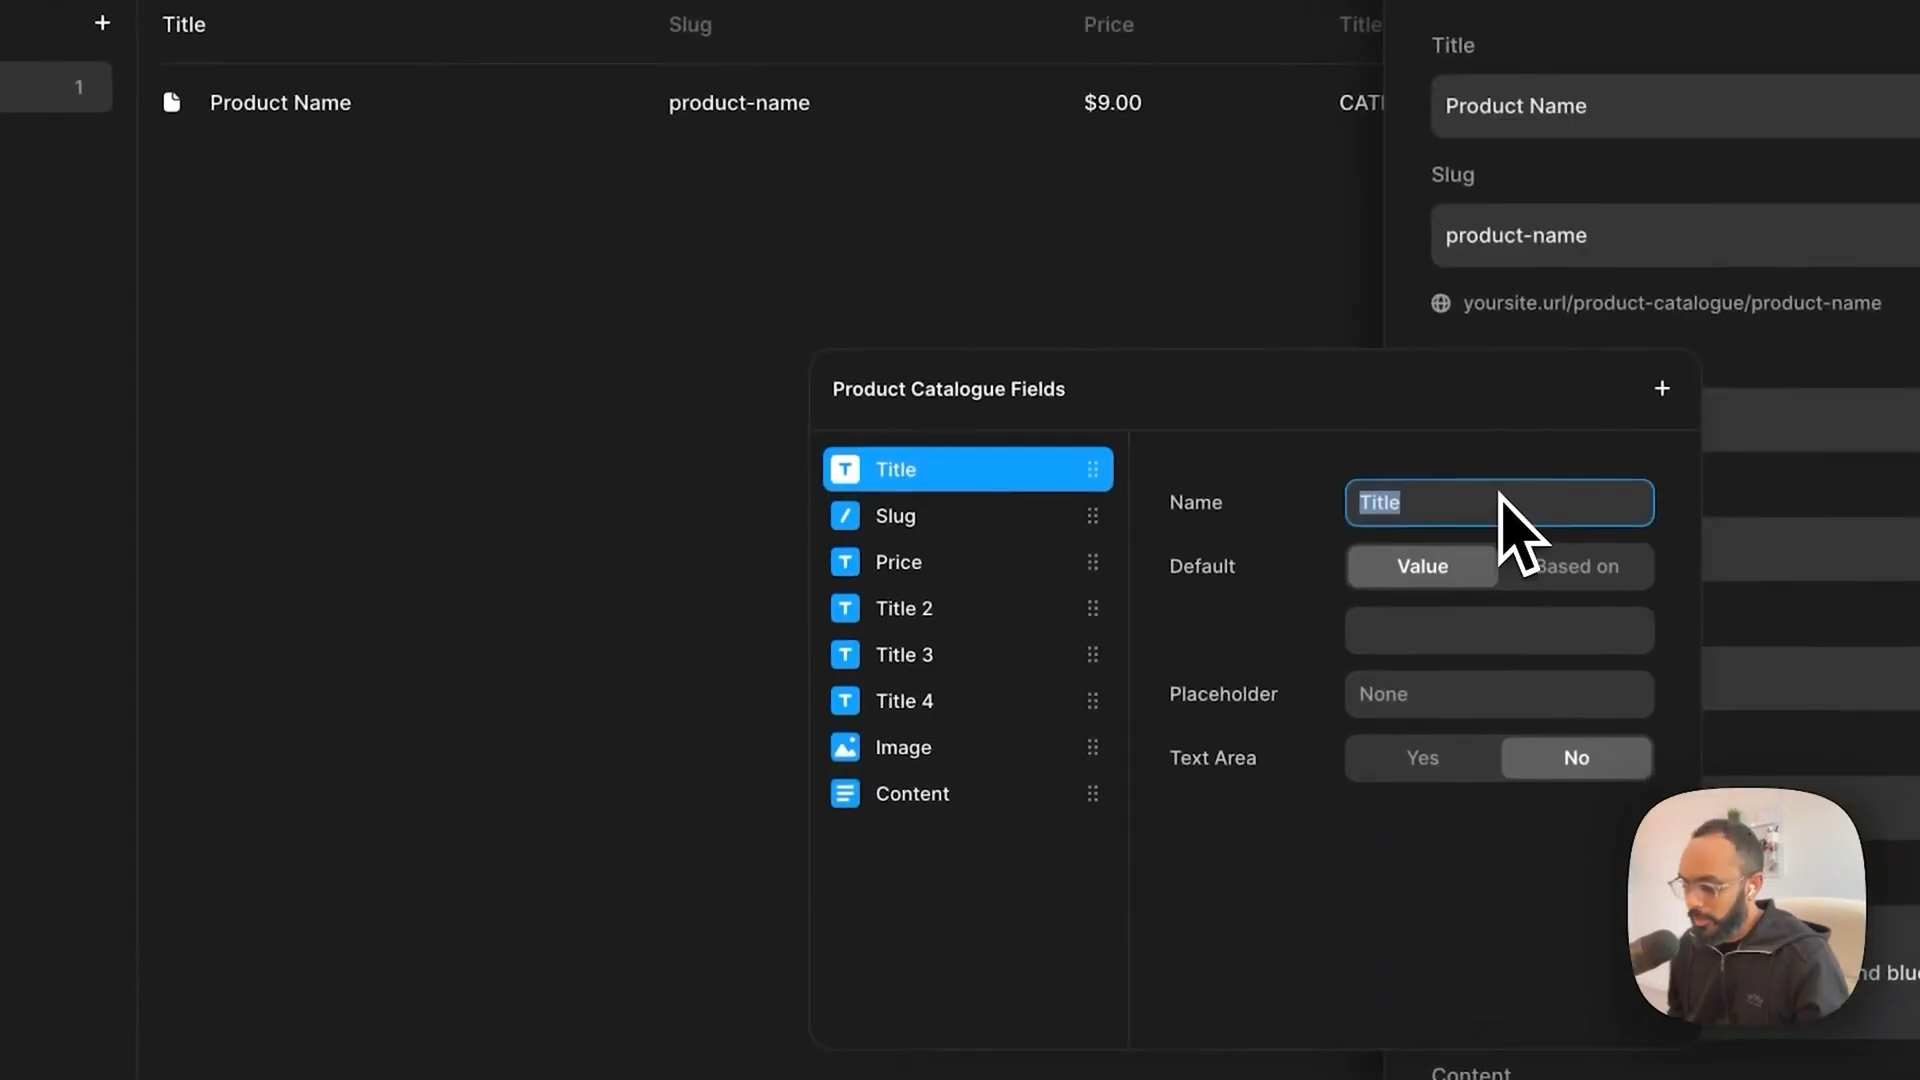 Title Slug Price Title
1
Product Name product-name $9.00
Title
Product Name
Slug
product-name
yoursite.url/product-catalogue/product-name
Product Catalogue Fields
Title
Slug
Price
Title 2
Title 3
Title 4
Image
Content
Name Title
Default Value Based on
Placeholder None
Text Area Yes No
Content